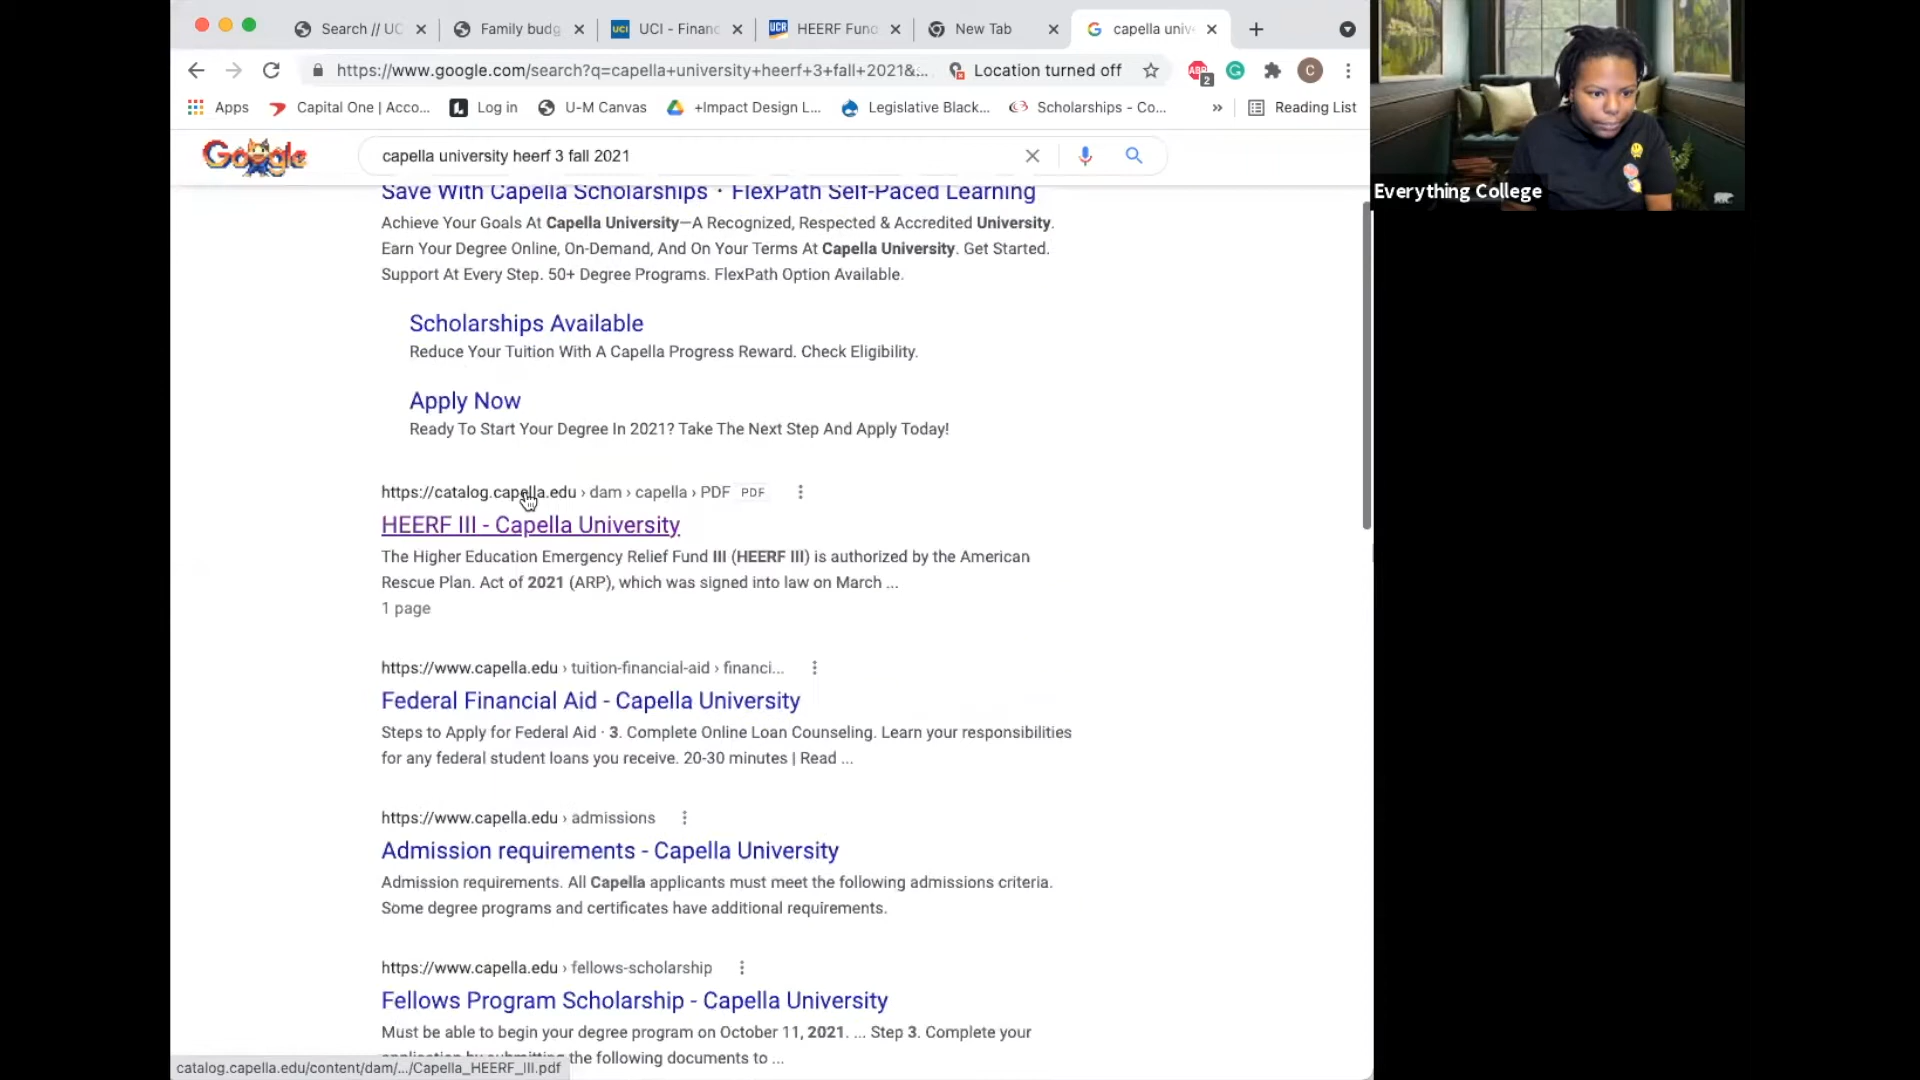 Search // UC
Family budg
UCI
UCI - Financ
UCR
HEERF Func
New Tab
capella univ
https://www.google.com/search?q=capella+university+heerf+3+fall+2021&...
Location turned off
ABP
2
C
Apps
Capital One | Acco...
Log in
U-M Canvas
+Impact Design L...
Legislative Black...
Scholarships - Co...
»
Reading List
Google
capella university heerf 3 fall 2021
Everything College
Save With Capella Scholarships · FlexPath Self-Paced Learning
Achieve Your Goals At Capella University—A Recognized, Respected & Accredited University.
Earn Your Degree Online, On-Demand, And On Your Terms At Capella University. Get Started.
Support At Every Step. 50+ Degree Programs. FlexPath Option Available.
Scholarships Available
Reduce Your Tuition With A Capella Progress Reward. Check Eligibility.
Apply Now
Ready To Start Your Degree In 2021? Take The Next Step And Apply Today!
https://catalog.capella.edu › dam › capella › PDF PDF
HEERF III - Capella University
The Higher Education Emergency Relief Fund III (HEERF III) is authorized by the American
Rescue Plan. Act of 2021 (ARP), which was signed into law on March ...
1 page
https://www.capella.edu › tuition-financial-aid › financi...
Federal Financial Aid - Capella University
Steps to Apply for Federal Aid · 3. Complete Online Loan Counseling. Learn your responsibilities
for any federal student loans you receive. 20-30 minutes | Read ...
https://www.capella.edu › admissions
Admission requirements - Capella University
Admission requirements. All Capella applicants must meet the following admissions criteria.
Some degree programs and certificates have additional requirements.
https://www.capella.edu › fellows-scholarship
Fellows Program Scholarship - Capella University
Must be able to begin your degree program on October 11, 2021. ... Step 3. Complete your
application by submitting the following documents to ...
catalog.capella.edu/content/dam/.../Capella_HEERF_III.pdf